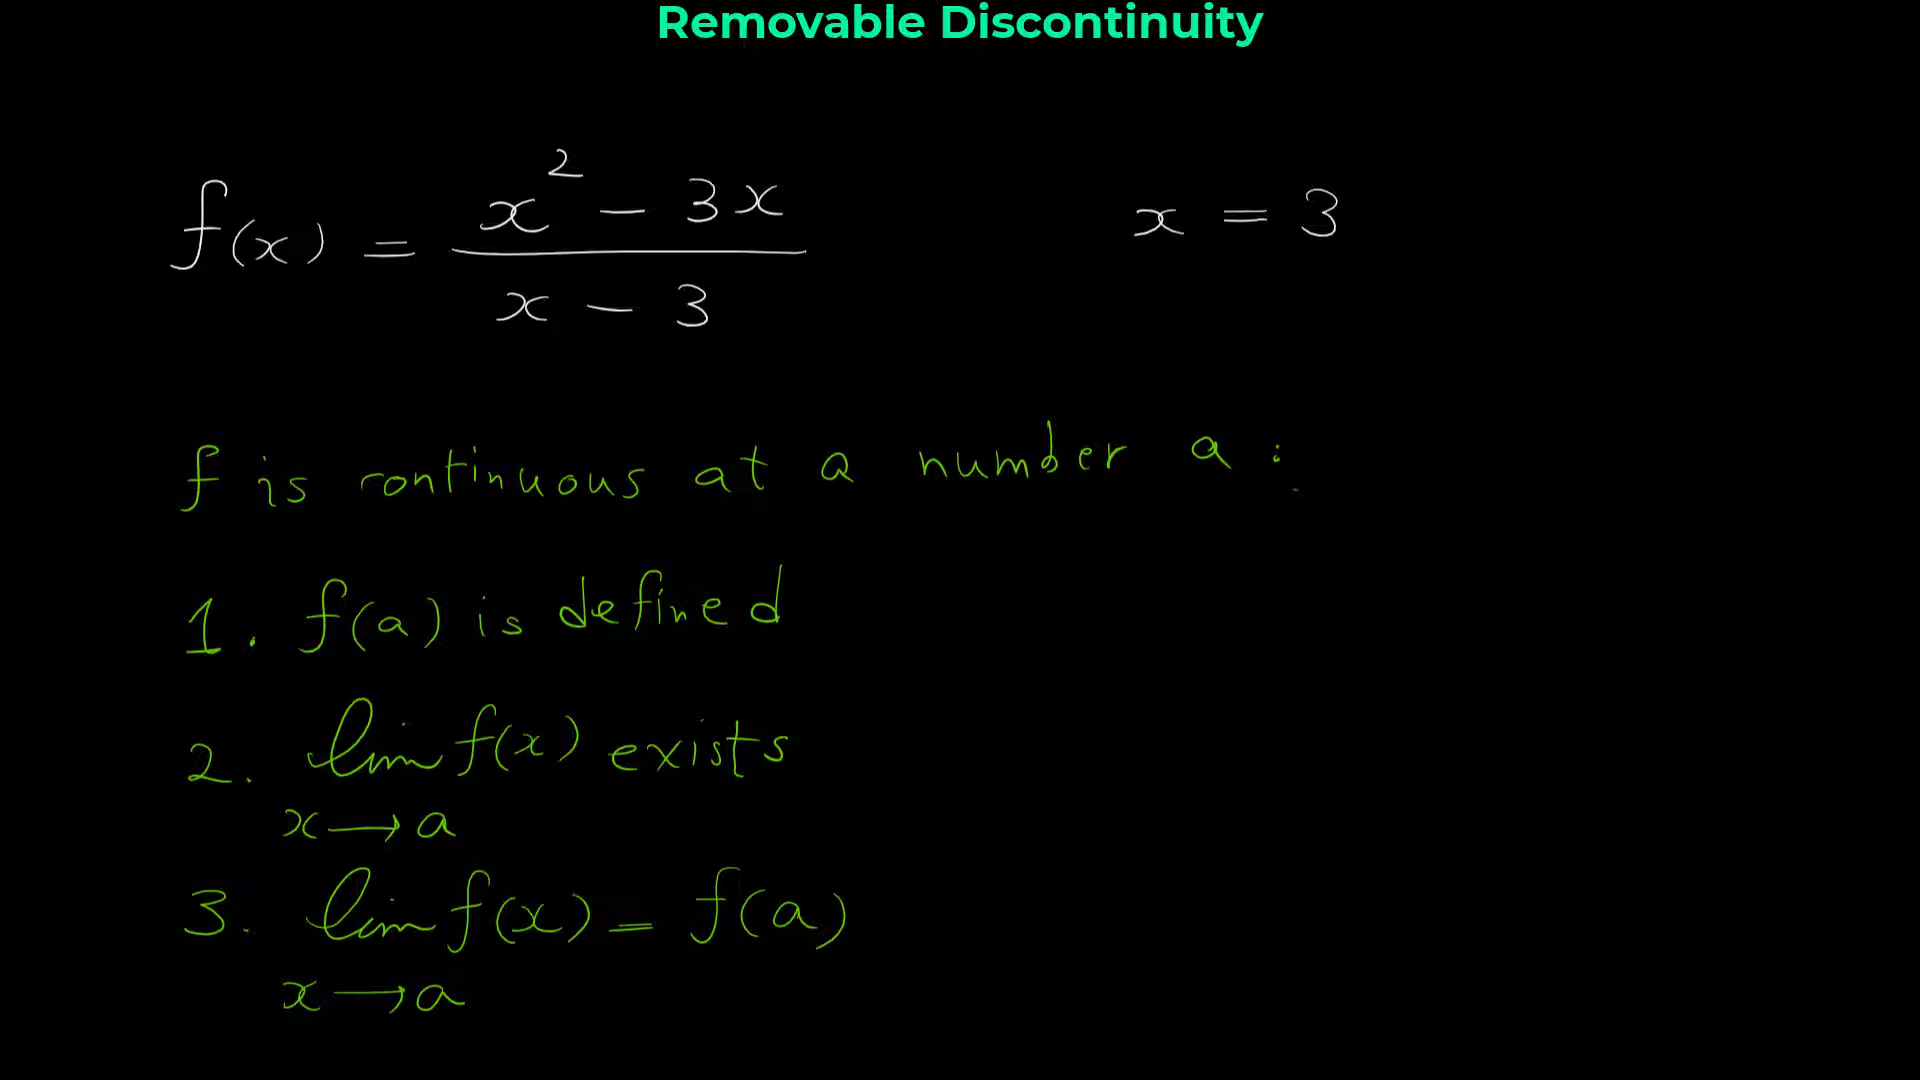 Removable Discontinuity
f(x) = (x² - 3x)/(x - 3)    x = 3
f is continuous at a number a :
1. f(a) is defined
2. lim f(x) exists
x → a
3. lim f(x) = f(a)
x → a